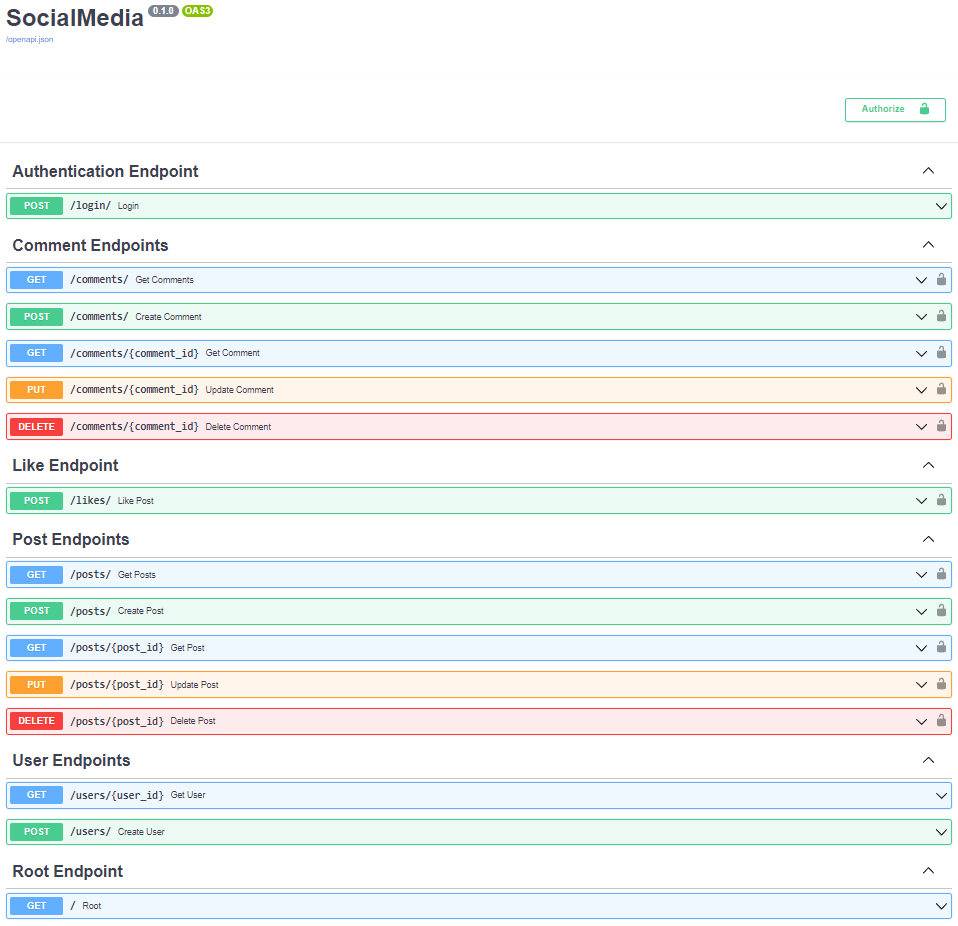 SocialMedia 0.1.0 OAS3
/openapi.json
Authorize
Authentication Endpoint
POST /login/ Login
Comment Endpoints
GET /comments/ Get Comments
POST /comments/ Create Comment
GET /comments/{comment_id} Get Comment
PUT /comments/{comment_id} Update Comment
DELETE /comments/{comment_id} Delete Comment
Like Endpoint
POST /likes/ Like Post
Post Endpoints
GET /posts/ Get Posts
POST /posts/ Create Post
GET /posts/{post_id} Get Post
PUT /posts/{post_id} Update Post
DELETE /posts/{post_id} Delete Post
User Endpoints
GET /users/{user_id} Get User
POST /users/ Create User
Root Endpoint
GET / Root